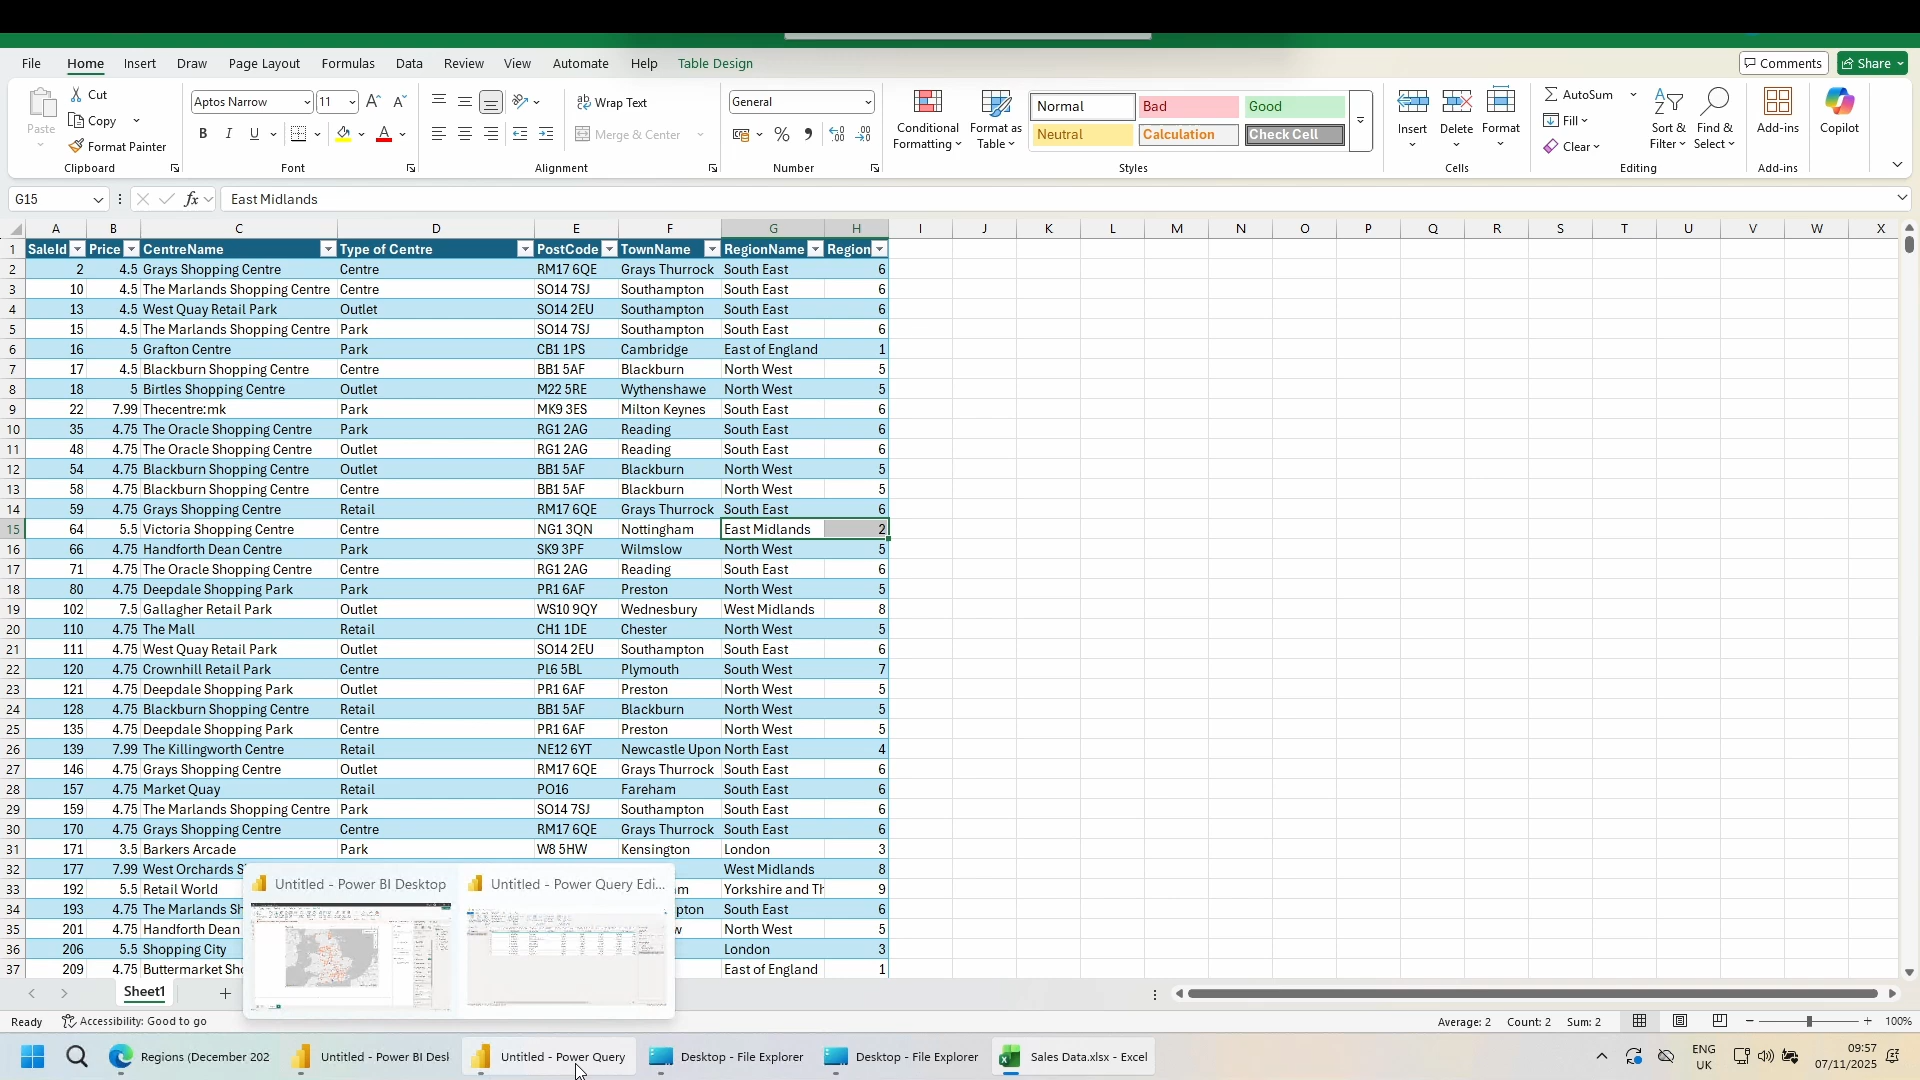 File Home Insert Draw Page Layout Formulas Data Review View Automate Help Table Design Comments Share
Cut Aptos Narrow 11 Wrap Text General Normal Bad Good AutoSum
Paste Copy Conditional Formatting Format as Table Insert Delete Format Fill Sort & Filter Find & Select Add-ins Copilot
Format Painter B I U A Merge & Center % Neutral Calculation Check Cell Clear
Clipboard Font Alignment Number Styles Cells Editing Add-ins
G15 fx East Midlands
A B C D E F G H I J K L M N O P Q R S T U V W X
1 SaleId Price CentreName Type of Centre PostCode TownName RegionName Region
2 2 4.5 Grays Shopping Centre Centre RM17 6QE Grays Thurrock South East 6
3 10 4.5 The Marlands Shopping Centre Centre SO14 7SJ Southampton South East 6
4 13 4.5 West Quay Retail Park Outlet SO14 2EU Southampton South East 6
5 15 4.5 The Marlands Shopping Centre Park SO14 7SJ Southampton South East 6
6 16 5 Grafton Centre Park CB1 1PS Cambridge East of England 1
7 17 4.5 Blackburn Shopping Centre Centre BB1 5AF Blackburn North West 5
8 18 5 Birtles Shopping Centre Outlet M22 5RE Wythenshawe North West 5
9 22 7.99 Thecentre:mk Park MK9 3ES Milton Keynes South East 6
10 35 4.75 The Oracle Shopping Centre Park RG1 2AG Reading South East 6
11 48 4.75 The Oracle Shopping Centre Outlet RG1 2AG Reading South East 6
12 54 4.75 Blackburn Shopping Centre Outlet BB1 5AF Blackburn North West 5
13 58 4.75 Blackburn Shopping Centre Centre BB1 5AF Blackburn North West 5
14 59 4.75 Grays Shopping Centre Retail RM17 6QE Grays Thurrock South East 6
15 64 5.5 Victoria Shopping Centre Centre NG1 3QN Nottingham East Midlands 2
16 66 4.75 Handforth Dean Centre Park SK9 3PF Wilmslow North West 5
17 71 4.75 The Oracle Shopping Centre Centre RG1 2AG Reading South East 6
18 80 4.75 Deepdale Shopping Park Park PR1 6AF Preston North West 5
19 102 7.5 Gallagher Retail Park Outlet WS10 9QY Wednesbury West Midlands 8
20 110 4.75 The Mall Retail CH1 1DE Chester North West 5
21 111 4.75 West Quay Retail Park Outlet SO14 2EU Southampton South East 6
22 120 4.75 Crownhill Retail Park Centre PL6 5BL Plymouth South West 7
23 121 4.75 Deepdale Shopping Park Outlet PR1 6AF Preston North West 5
24 128 4.75 Blackburn Shopping Centre Retail BB1 5AF Blackburn North West 5
25 135 4.75 Deepdale Shopping Park Centre PR1 6AF Preston North West 5
26 139 7.99 The Killingworth Centre Retail NE12 6YT Newcastle Upon North East 4
27 146 4.75 Grays Shopping Centre Outlet RM17 6QE Grays Thurrock South East 6
28 157 4.75 Market Quay Retail PO16 Fareham South East 6
29 159 4.75 The Marlands Shopping Centre Park SO14 7SJ Southampton South East 6
30 170 4.75 Grays Shopping Centre Centre RM17 6QE Grays Thurrock South East 6
31 171 3.5 Barkers Arcade Park W8 5HW Kensington London 3
32 177 7.99 West Orchards S West Midlands 8
33 192 5.5 Retail World Untitled - Power BI Desktop Untitled - Power Query Edi... am Yorkshire and Th 9
34 193 4.75 The Marlands Sh pton South East 6
35 201 4.75 Handforth Dean w North West 5
36 206 5.5 Shopping City London 3
37 209 4.75 Buttermarket Sho East of England 1
Sheet1
Ready Accessibility: Good to go Average: 2 Count: 2 Sum: 2 100%
Regions (December 202 Untitled - Power BI Desk Untitled - Power Query Desktop - File Explorer Desktop - File Explorer Sales Data.xlsx - Excel ENG UK 09:57 07/11/2025